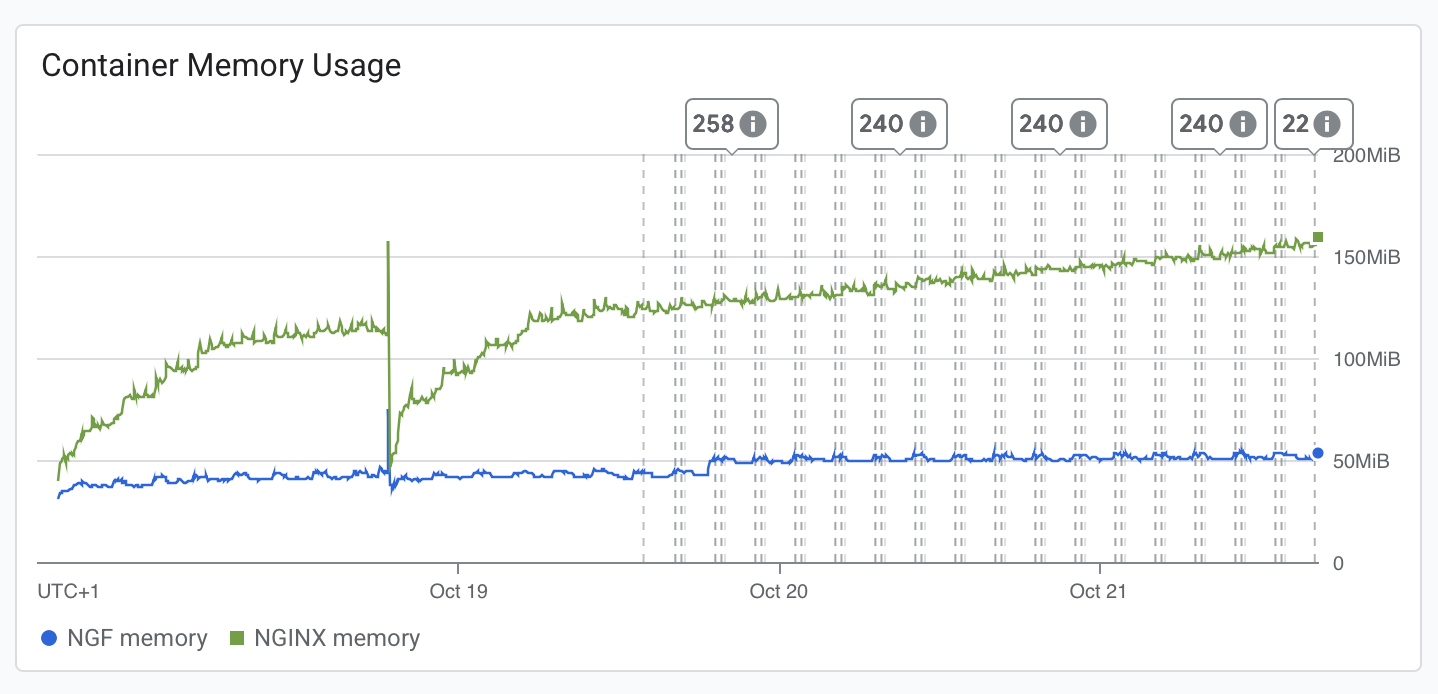 Container Memory Usage
258 240 240 240 22
200MiB
150MiB
100MiB
50MiB
0
UTC+1 Oct 19 Oct 20 Oct 21
NGF memory NGINX memory